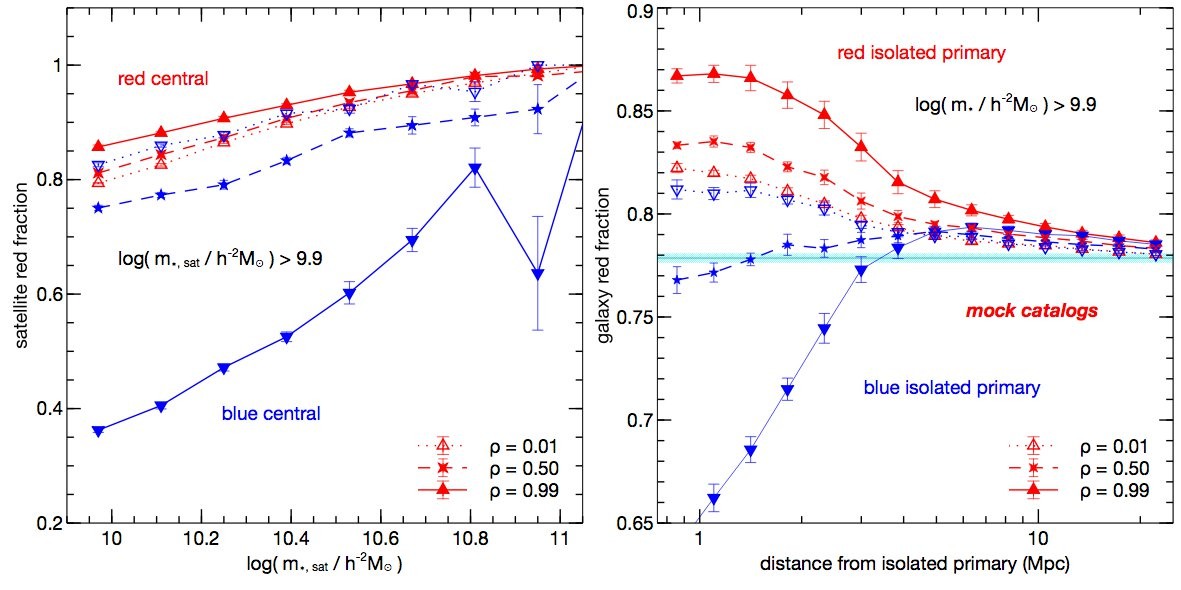 1
0.8
0.6
0.4
0.2
satellite red fraction
red central
log( m⋆, sat / h⁻²M⊙ ) > 9.9
blue central
ρ = 0.01
ρ = 0.50
ρ = 0.99
10 10.2 10.4 10.6 10.8 11
log( m⋆, sat / h⁻²M⊙ )
0.9
0.85
0.8
0.75
0.7
0.65
galaxy red fraction
red isolated primary
log( m⋆ / h⁻²M⊙ ) > 9.9
mock catalogs
blue isolated primary
ρ = 0.01
ρ = 0.50
ρ = 0.99
1 10
distance from isolated primary (Mpc)